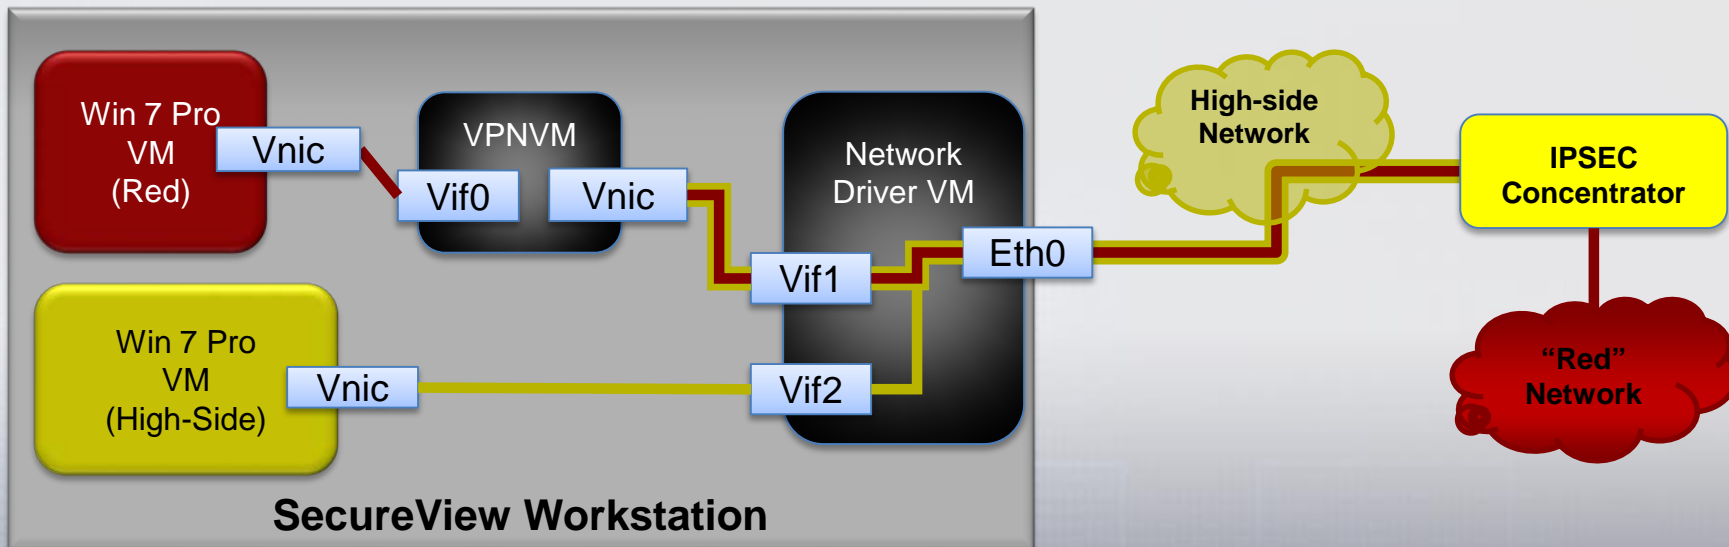 Win 7 Pro
VM
(Red)
Vnic
VPNVM
Vif0
Vnic
Network
Driver VM
Vif1
Eth0
Vif2
Win 7 Pro
VM
(High-Side)
Vnic
SecureView Workstation
High-side
Network
IPSEC
Concentrator
“Red”
Network